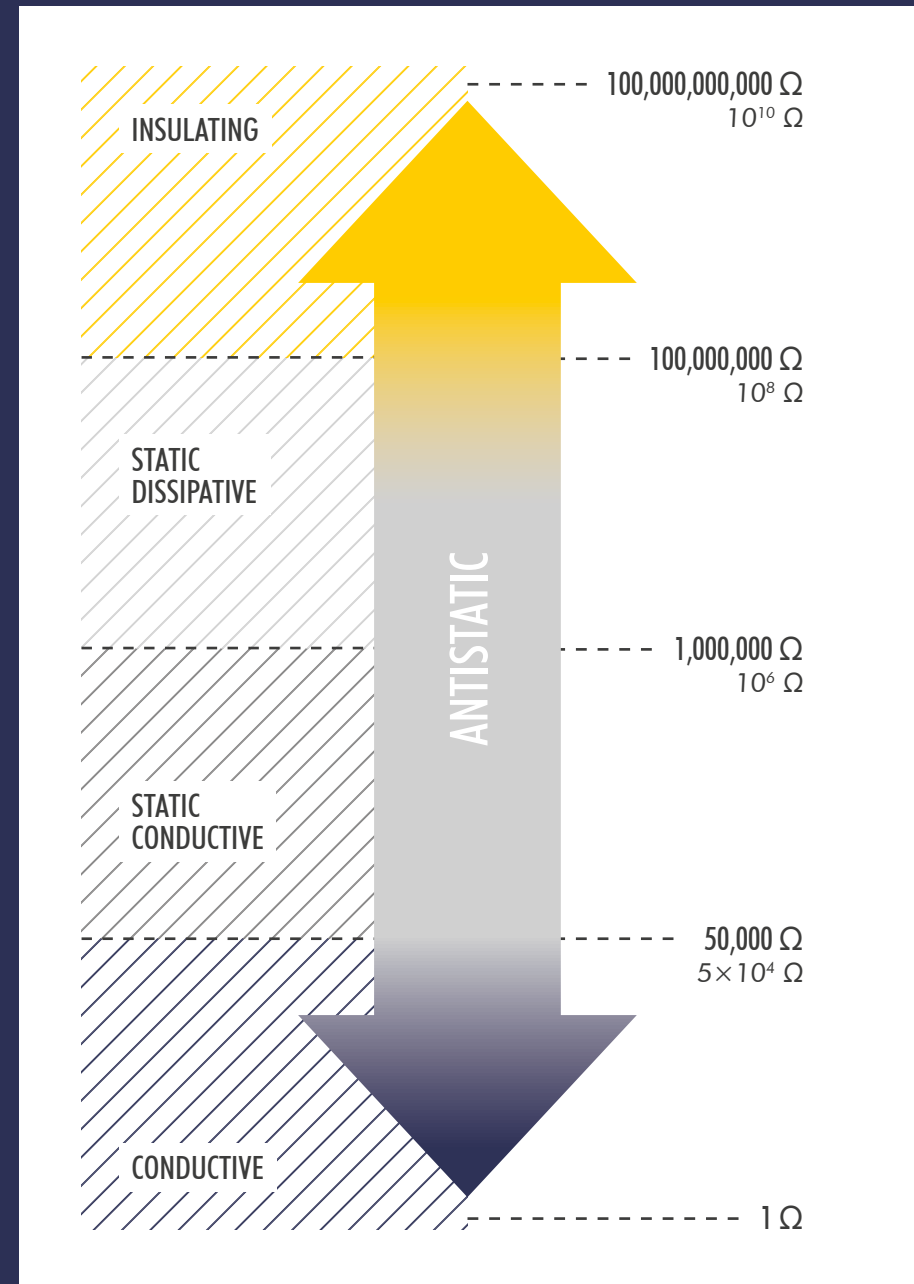 100,000,000,000 Ω
10¹⁰ Ω
INSULATING
100,000,000 Ω
10⁸ Ω
STATIC
DISSIPATIVE
ANTISTATIC
1,000,000 Ω
10⁶ Ω
STATIC
CONDUCTIVE
50,000 Ω
5×10⁴ Ω
CONDUCTIVE
1 Ω